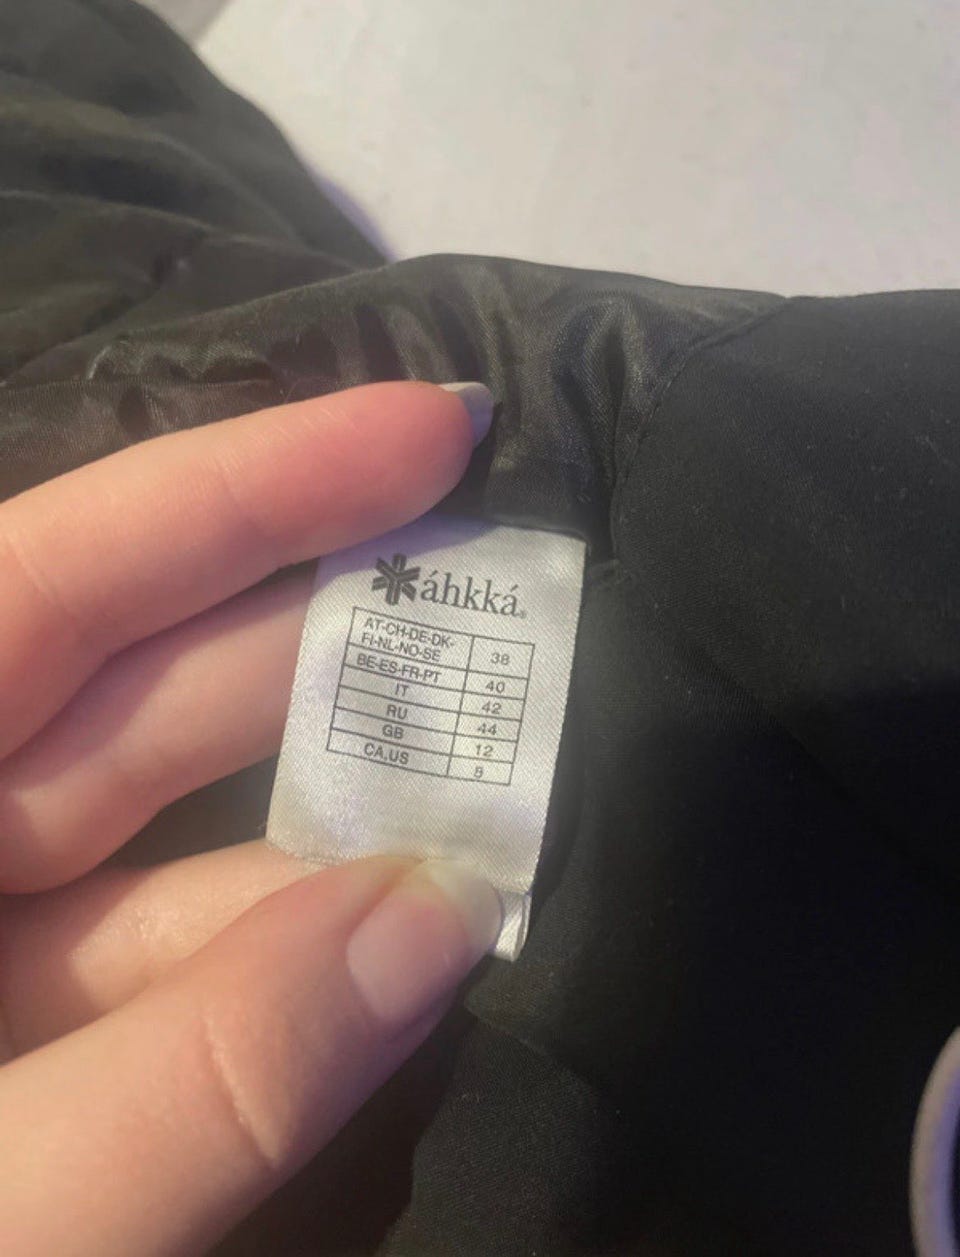 áhkká®
AT-CH-DE-DK-
FI-NL-NO-SE 38
BE-ES-FR-PT 40
IT 42
RU 44
GB 12
CA.US 8